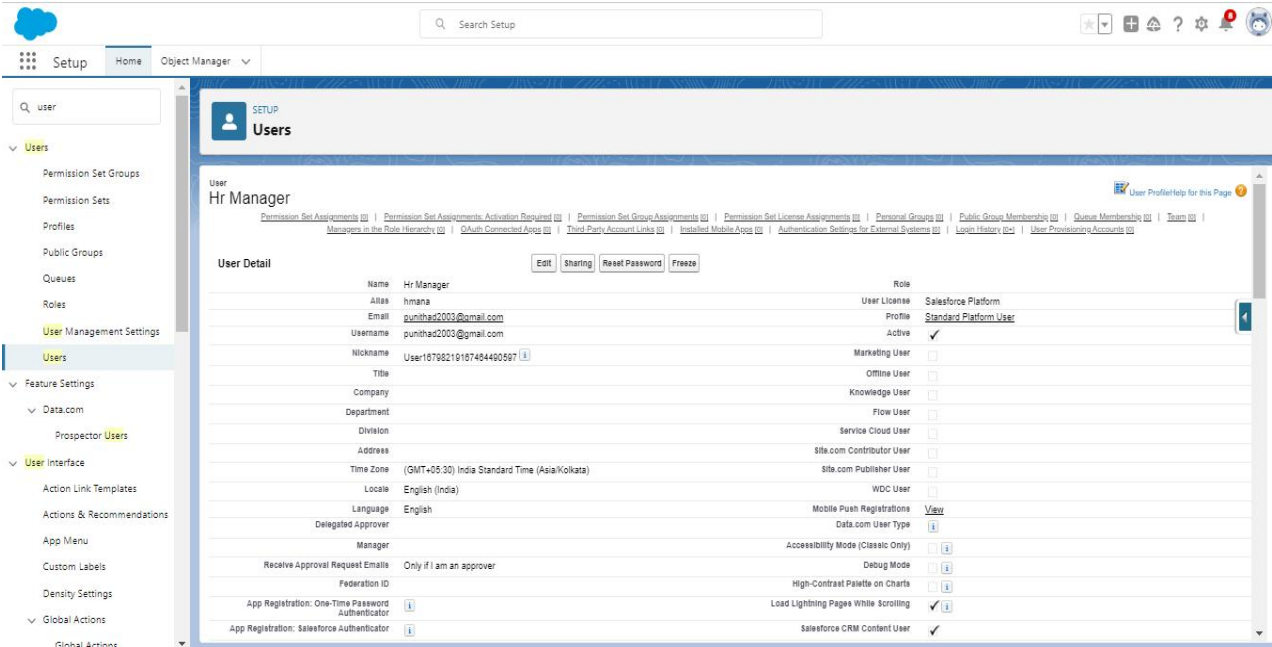 Search Setup
8
Setup
Home
Object Manager
user
Users
Permission Set Groups
Permission Sets
Profiles
Public Groups
Queues
Roles
User Management Settings
Users
Feature Settings
Data.com
Prospector Users
User Interface
Action Link Templates
Actions & Recommendations
App Menu
Custom Labels
Density Settings
Global Actions
Global Actions
SETUP
Users
User
Hr Manager
User Profile Help for this Page
Permission Set Assignments [0] | Permission Set Assignments: Activation Required [0] | Permission Set Group Assignments [0] | Permission Set License Assignments [0] | Personal Groups [0] | Public Group Membership [0] | Queue Membership [0] | Team [0] |
Managers in the Role Hierarchy [0] | OAuth Connected Apps [0] | Third-Party Account Links [0] | Installed Mobile Apps [0] | Authentication Settings for External Systems [0] | Login History [0+] | User Provisioning Accounts [0]
User Detail Edit Sharing Reset Password Freeze
Name Hr Manager Role
Alias hmana User License Salesforce Platform
Email punithad2003@gmail.com Profile Standard Platform User
Username punithad2003@gmail.com Active
Nickname User16798219167464490597 Marketing User
Title Offline User
Company Knowledge User
Department Flow User
Division Service Cloud User
Address Site.com Contributor User
Time Zone (GMT+05:30) India Standard Time (Asia/Kolkata) Site.com Publisher User
Locale English (India) WDC User
Language English Mobile Push Registrations View
Delegated Approver Data.com User Type
Manager Accessibility Mode (Classic Only)
Receive Approval Request Emails Only if I am an approver Debug Mode
Federation ID High-Contrast Palette on Charts
App Registration: One-Time Password Authenticator Load Lightning Pages While Scrolling
App Registration: Salesforce Authenticator Salesforce CRM Content User